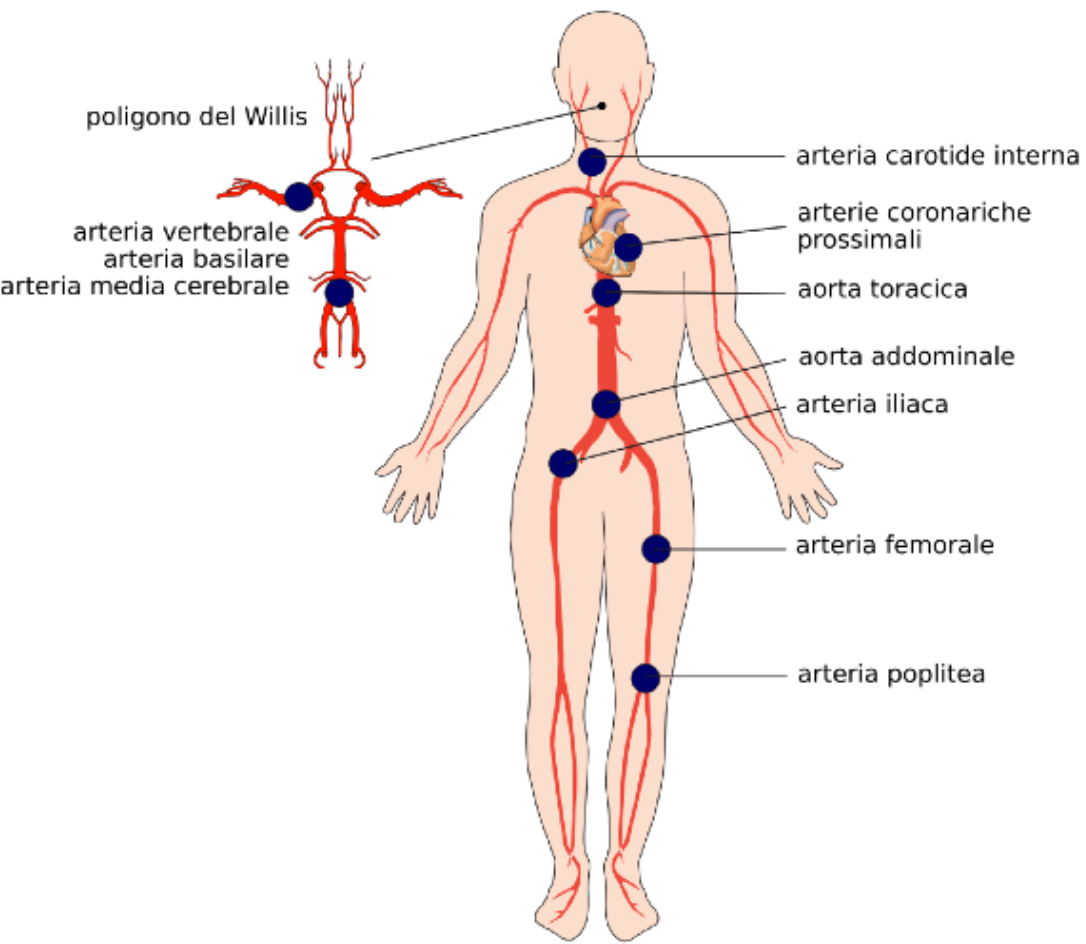 poligono del Willis
arteria vertebrale
arteria basilare
arteria media cerebrale
arteria carotide interna
arterie coronariche
prossimali
aorta toracica
aorta addominale
arteria iliaca
arteria femorale
arteria poplitea